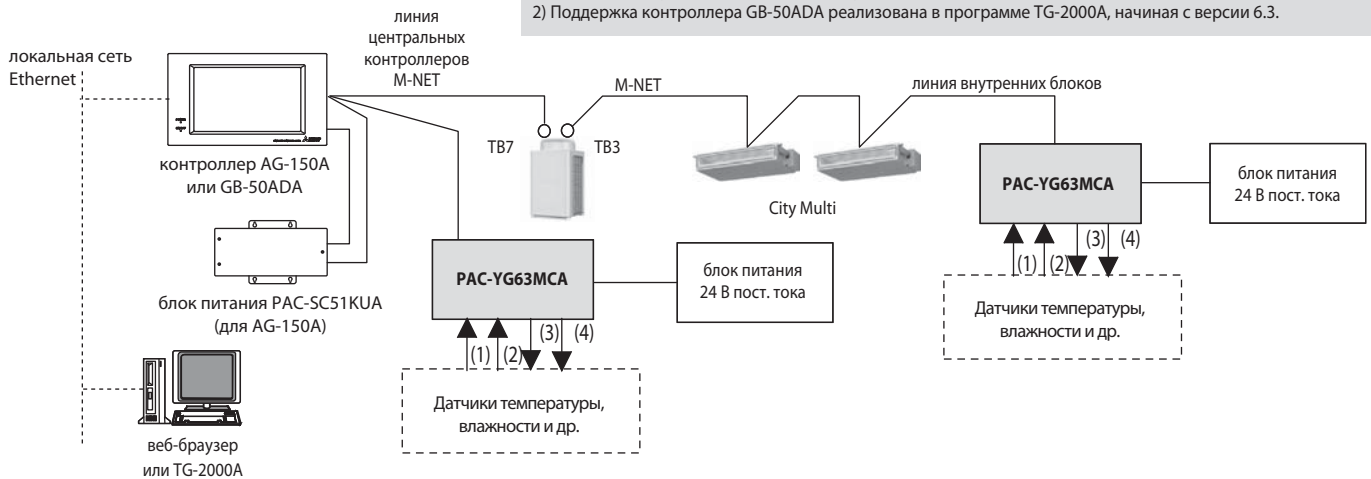 2) Поддержка контроллера GB-50ADA реализована в программе TG-2000A, начиная с версии 6.3.
линия
центральных
контроллеров
M-NET
локальная сеть
Ethernet
M-NET
линия внутренних блоков
TB7
TB3
контроллер AG-150A
или GB-50ADA
City Multi
PAC-YG63MCA
блок питания
24 В пост. тока
(1)
(2)
(3)
(4)
Датчики температуры,
влажности и др.
PAC-YG63MCA
блок питания
24 В пост. тока
(1)
(2)
(3)
(4)
Датчики температуры,
влажности и др.
блок питания PAC-SC51KUA
(для AG-150A)
веб-браузер
или TG-2000A